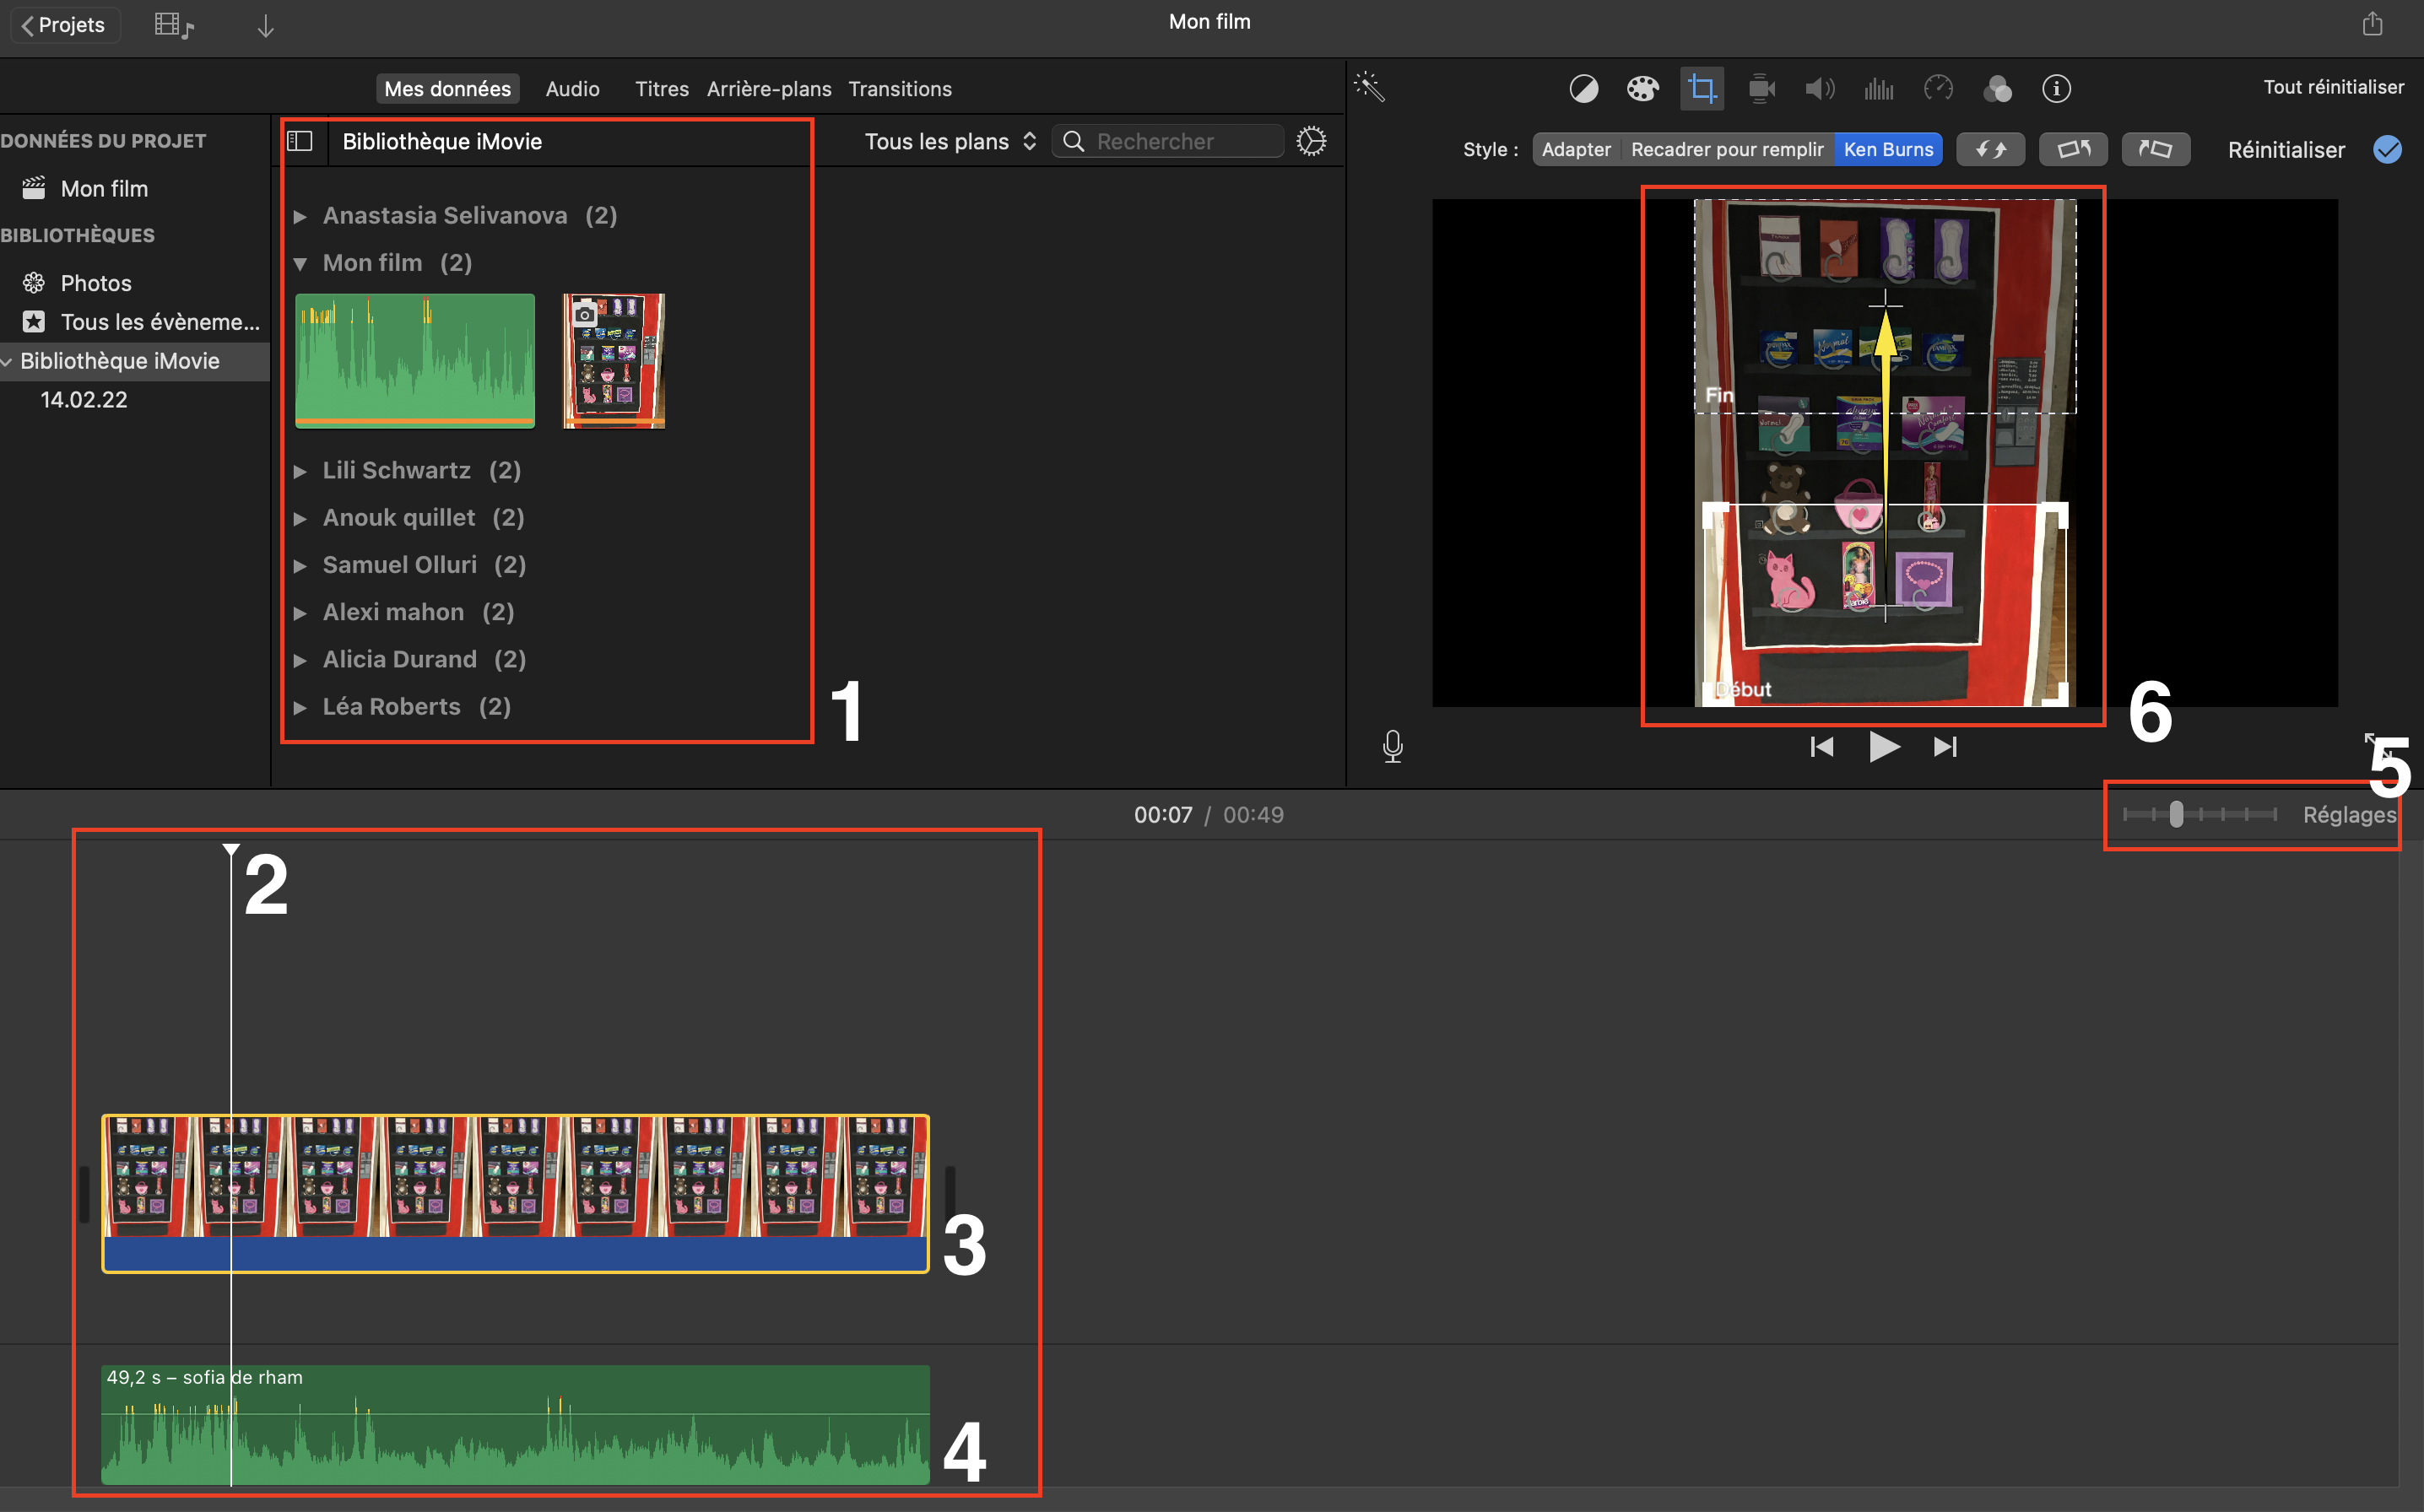 Projets
Mon film
Mes données Audio Titres Arrière-plans Transitions
Tout réinitialiser
DONNÉES DU PROJET
Mon film
BIBLIOTHÈQUES
Photos
Tous les évèneme...
Bibliothèque iMovie
14.02.22
Bibliothèque iMovie Tous les plans Rechercher
Anastasia Selivanova (2)
Mon film (2)
Lili Schwartz (2)
Anouk quillet (2)
Samuel Olluri (2)
Alexi mahon (2)
Alicia Durand (2)
Léa Roberts (2)
1
Style : Adapter Recadrer pour remplir Ken Burns Réinitialiser
Normal
Fin
Normal
always
Barbie
Début
6
5
00:07 / 00:49
Réglages
2
3
49,2 s – sofia de rham
4